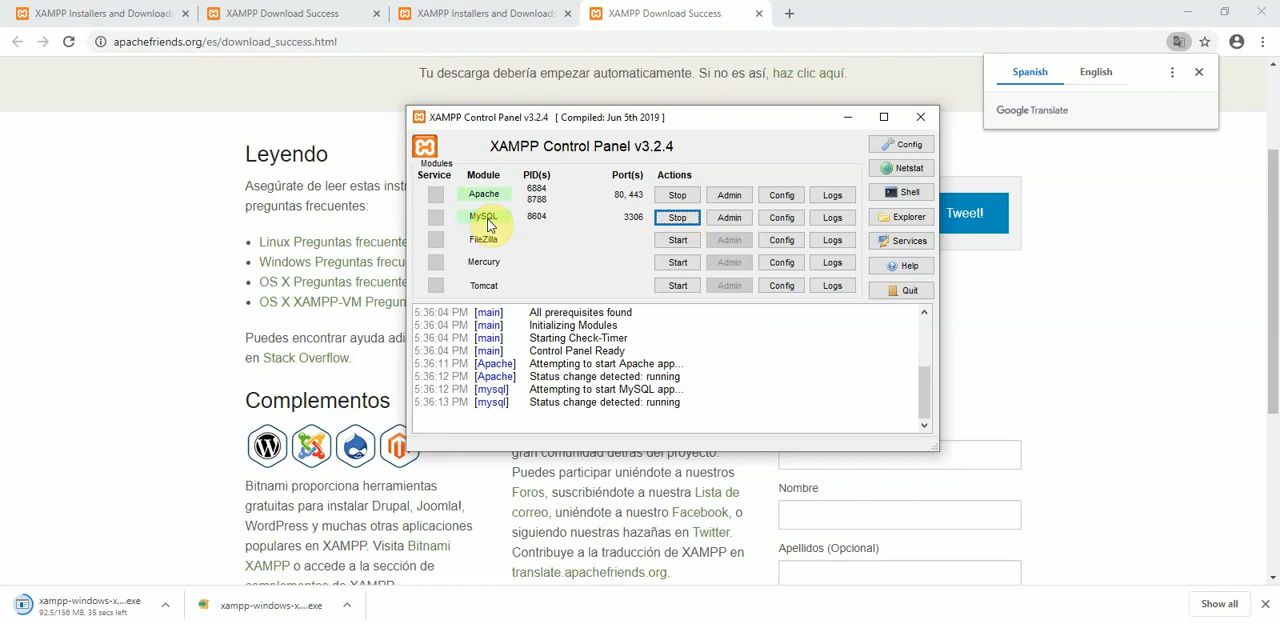 XAMPP Installers and Downloads
XAMPP Download Success
XAMPP Installers and Downloads
XAMPP Download Success
apachefriends.org/es/download_success.html
Tu descarga debería empezar automaticamente. Si no es así, haz clic aquí.
Spanish
English
Google Translate
XAMPP Control Panel v3.2.4 [ Compiled: Jun 5th 2019 ]
XAMPP Control Panel v3.2.4
Config
Modules
Service Module PID(s) Port(s) Actions
Netstat
Apache 6884 8788 80, 443 Stop Admin Config Logs
Shell
MySQL 8604 3306 Stop Admin Config Logs
Explorer
FileZilla Start Admin Config Logs
Services
Mercury Start Admin Config Logs
Help
Tomcat Start Admin Config Logs
Quit
5:36:04 PM [main] All prerequisites found
5:36:04 PM [main] Initializing Modules
5:36:04 PM [main] Starting Check-Timer
5:36:04 PM [main] Control Panel Ready
5:36:11 PM [Apache] Attempting to start Apache app...
5:36:12 PM [Apache] Status change detected: running
5:36:12 PM [mysql] Attempting to start MySQL app...
5:36:13 PM [mysql] Status change detected: running
Leyendo
Asegúrate de leer estas inst
preguntas frecuentes:
Linux Preguntas frecuente
Windows Preguntas frecu
OS X Preguntas frecuente
OS X XAMPP-VM Pregun
Puedes encontrar ayuda adi
en Stack Overflow.
Tweet!
Complementos
Bitnami proporciona herramientas
gratuitas para instalar Drupal, Joomla!,
WordPress y muchas otras aplicaciones
populares en XAMPP. Visita Bitnami
XAMPP o accede a la sección de
complementos de XAMPP
gran comunidad detrás del proyecto.
Puedes participar uniéndote a nuestros
Foros, suscribiéndote a nuestra Lista de
correo, uniéndote a nuestro Facebook, o
siguiendo nuestras hazañas en Twitter.
Contribuye a la traducción de XAMPP en
translate.apachefriends.org.
Nombre
Apellidos (Opcional)
xampp-windows-x....exe
92.5/156 MB, 35 secs left
xampp-windows-x....exe
Show all